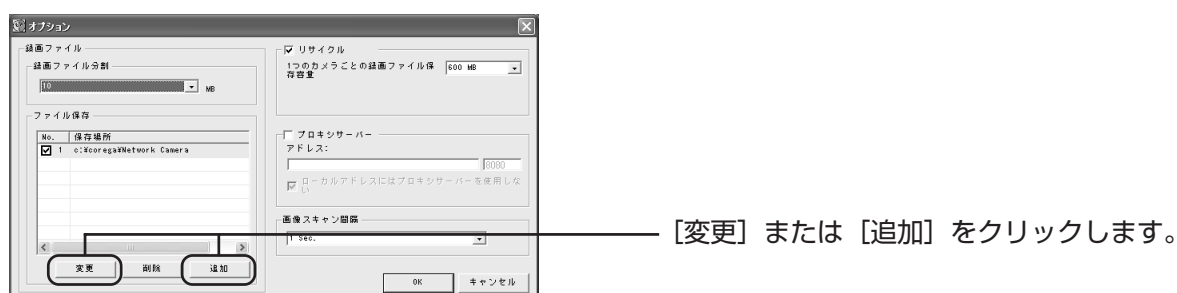 オプション
録画ファイル
録画ファイル分割
10
MB
ファイル保存
No. 保存場所
1 c:¥corega¥Network Camera
変更 削除 追加
リサイクル
1つのカメラごとの録画ファイル保
存容量
600 MB
プロキシサーバー
アドレス:
8080
ローカルアドレスにはプロキシサーバーを使用しな
い
画像スキャン間隔
1 Sec.
OK キャンセル
［変更］または［追加］をクリックします。